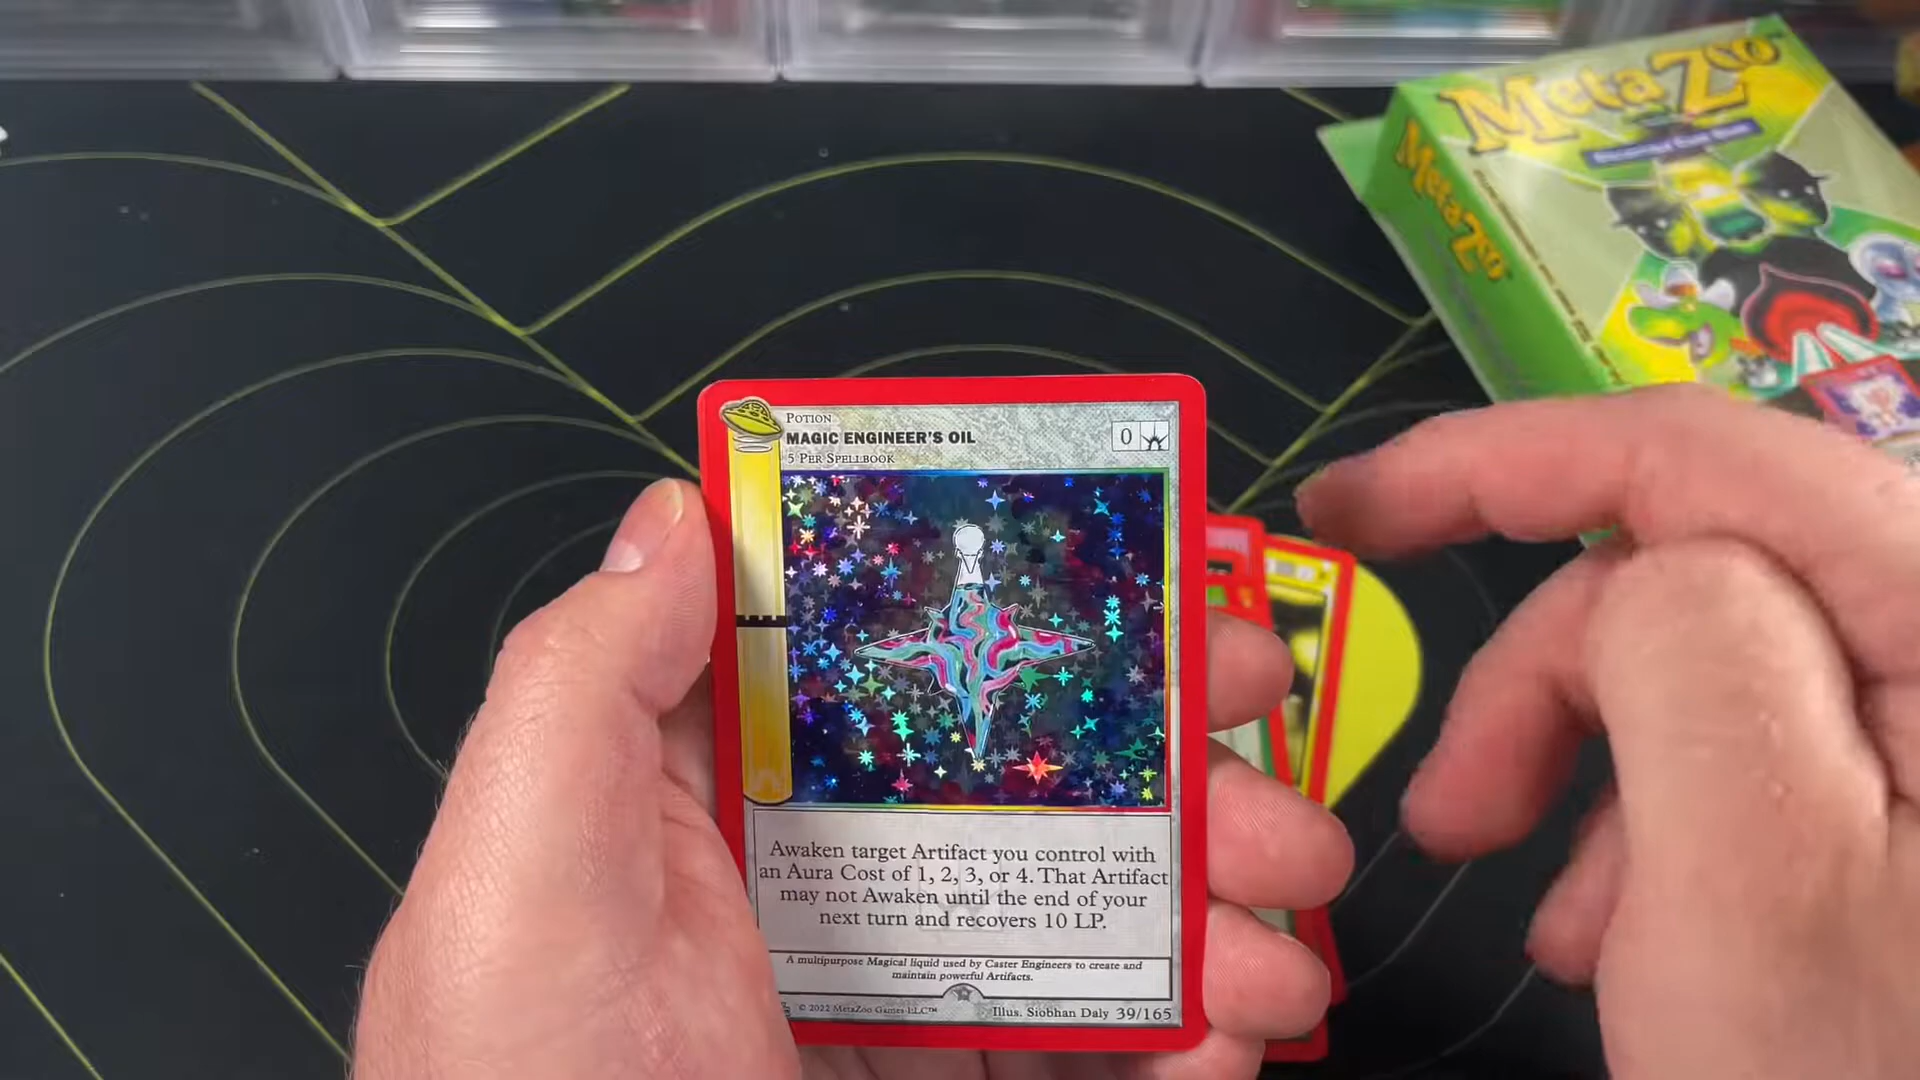 MetaZoo
MetaZoo
POTION
MAGIC ENGINEER'S OIL
0
5 PER SPELLBOOK
Awaken target Artifact you control with
an Aura Cost of 1, 2, 3, or 4. That Artifact
may not Awaken until the end of your
next turn and recovers 10 LP.
A multipurpose Magical liquid used by Caster Engineers to create and
maintain powerful Artifacts.
© 2022 MetaZoo Games LLC™
Illus. Siobhan Daly 39/165